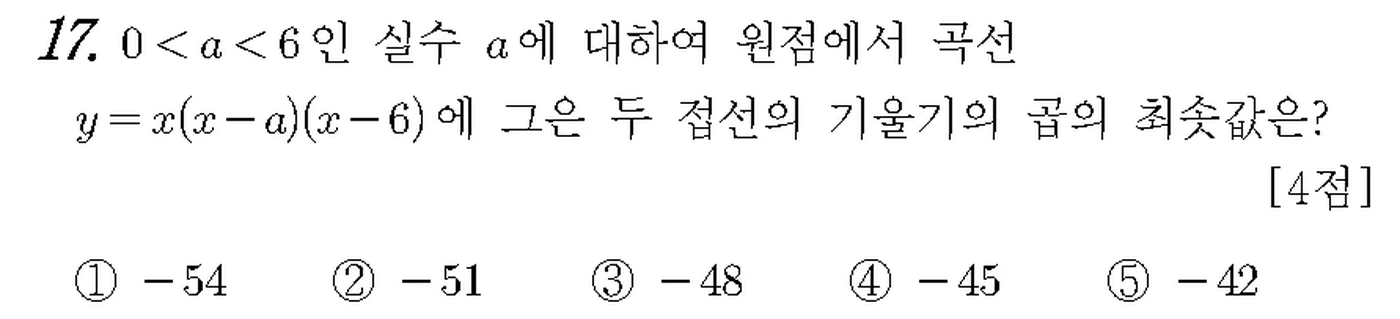 17. 0 < a < 6인 실수 a에 대하여 원점에서 곡선
y = x(x - a)(x - 6)에 그은 두 접선의 기울기의 곱의 최솟값은?
[4점]
① -54 ② -51 ③ -48 ④ -45 ⑤ -42